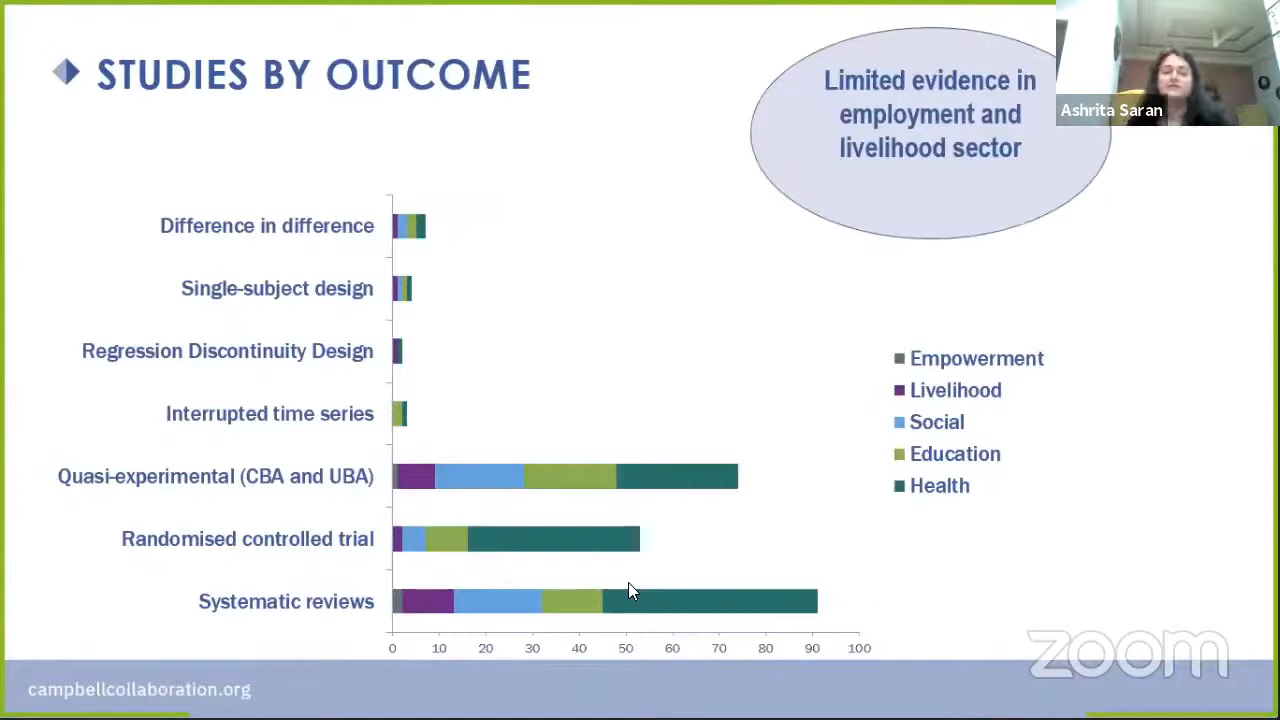 STUDIES BY OUTCOME
Limited evidence in
employment and
livelihood sector
Ashrita Saran
Difference in difference
Single-subject design
Regression Discontinuity Design
Interrupted time series
Quasi-experimental (CBA and UBA)
Randomised controlled trial
Systematic reviews
0 10 20 30 40 50 60 70 80 90 100
Empowerment
Livelihood
Social
Education
Health
zoom
campbellcollaboration.org